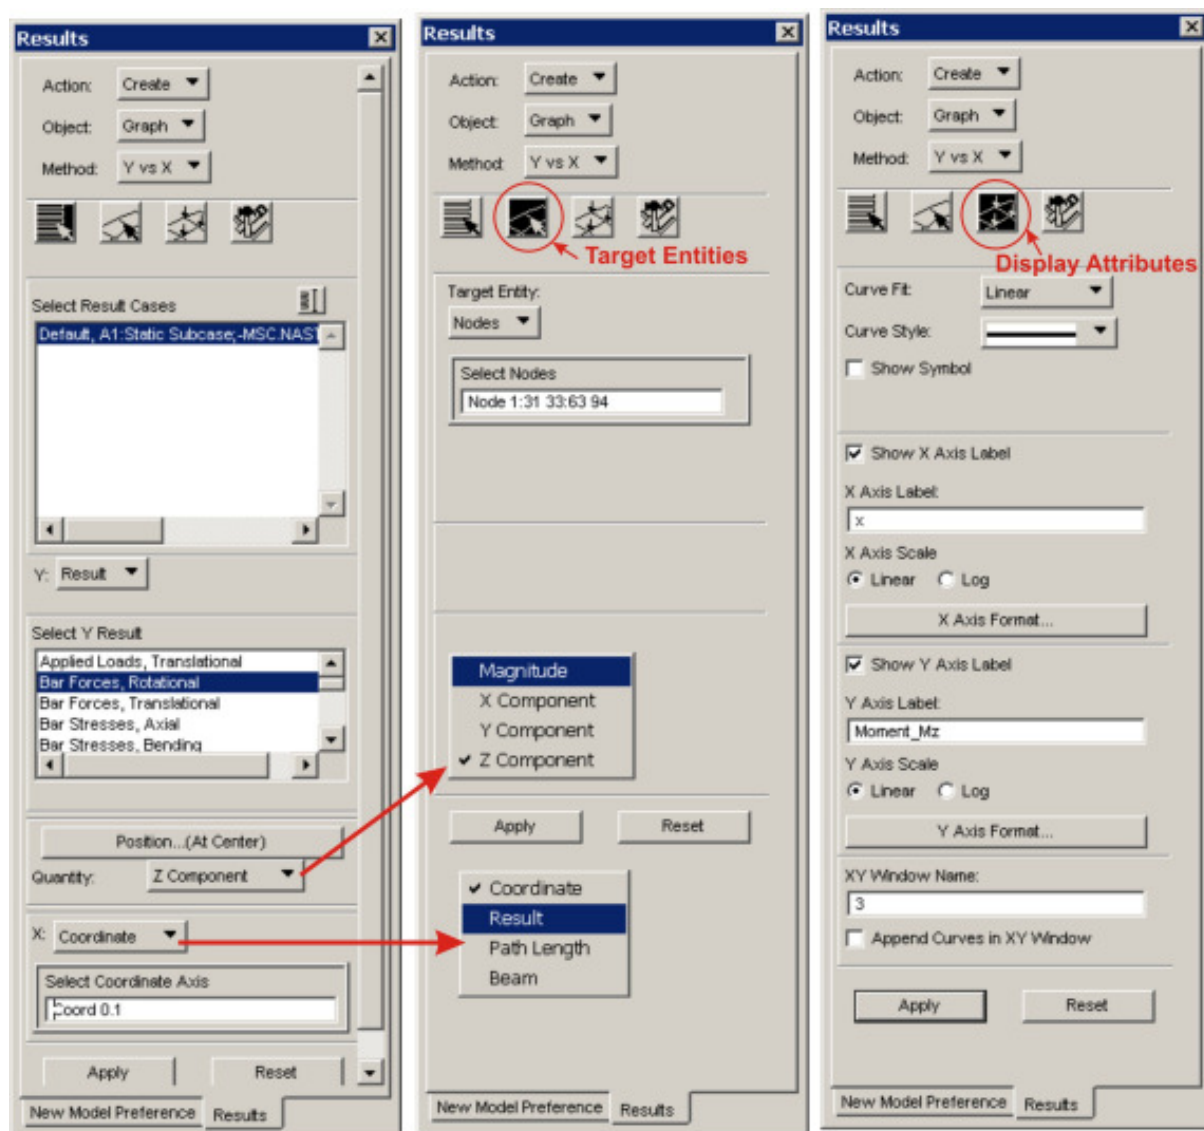 Results
Action: Create
Object: Graph
Method: Y vs X
Select Result Cases
Default, A1:Static Subcase;-MSC.NAST
Y: Result
Select Y Result
Applied Loads, Translational
Bar Forces, Rotational
Bar Forces, Translational
Bar Stresses, Axial
Bar Stresses, Bending
Position...(At Center)
Quantity: Z Component
X: Coordinate
Select Coordinate Axis
Coord 0.1
Apply Reset
New Model Preference Results
Results
Action: Create
Object: Graph
Method: Y vs X
Target Entities
Target Entity:
Nodes
Select Nodes
Node 1:31 33:63 94
Magnitude
X Component
Y Component
Z Component
Apply Reset
Coordinate
Result
Path Length
Beam
New Model Preference Results
Results
Action: Create
Object: Graph
Method: Y vs X
Display Attributes
Curve Fit: Linear
Curve Style:
Show Symbol
Show X Axis Label
X Axis Label:
x
X Axis Scale
Linear Log
X Axis Format...
Show Y Axis Label
Y Axis Label:
Moment_Mz
Y Axis Scale
Linear Log
Y Axis Format...
XY Window Name:
3
Append Curves in XY Window
Apply Reset
New Model Preference Results